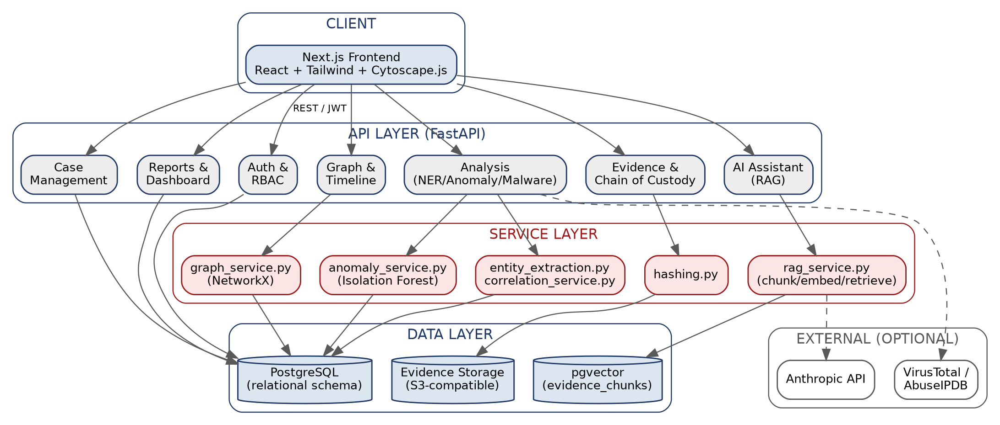 CLIENT
Next.js Frontend
React + Tailwind + Cytoscape.js
REST / JWT
API LAYER (FastAPI)
Case
Management
Reports &
Dashboard
Auth &
RBAC
Graph &
Timeline
Analysis
(NER/Anomaly/Malware)
Evidence &
Chain of Custody
AI Assistant
(RAG)
SERVICE LAYER
graph_service.py
(NetworkX)
anomaly_service.py
(Isolation Forest)
entity_extraction.py
correlation_service.py
hashing.py
rag_service.py
(chunk/embed/retrieve)
DATA LAYER
PostgreSQL
(relational schema)
Evidence Storage
(S3-compatible)
pgvector
(evidence_chunks)
EXTERNAL (OPTIONAL)
Anthropic API
VirusTotal /
AbuseIPDB